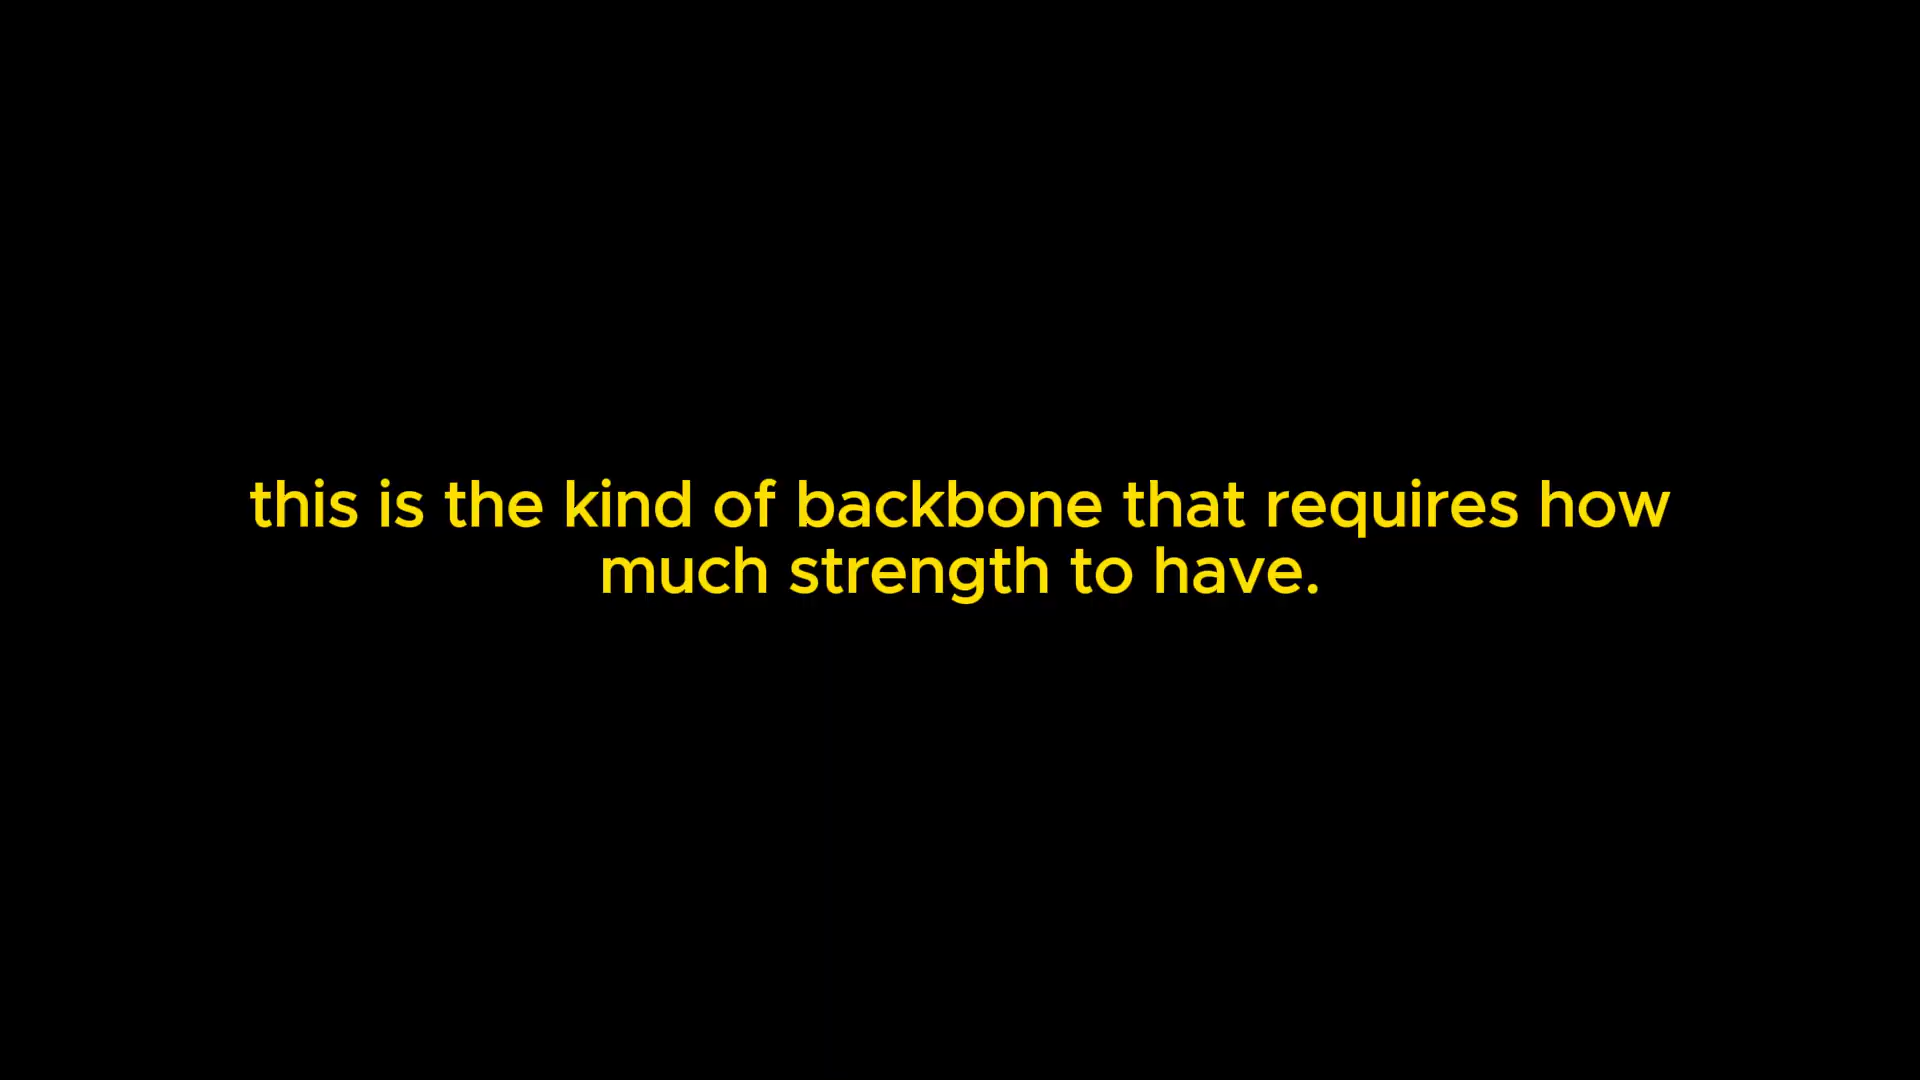 this is the kind of backbone that requires how
much strength to have.